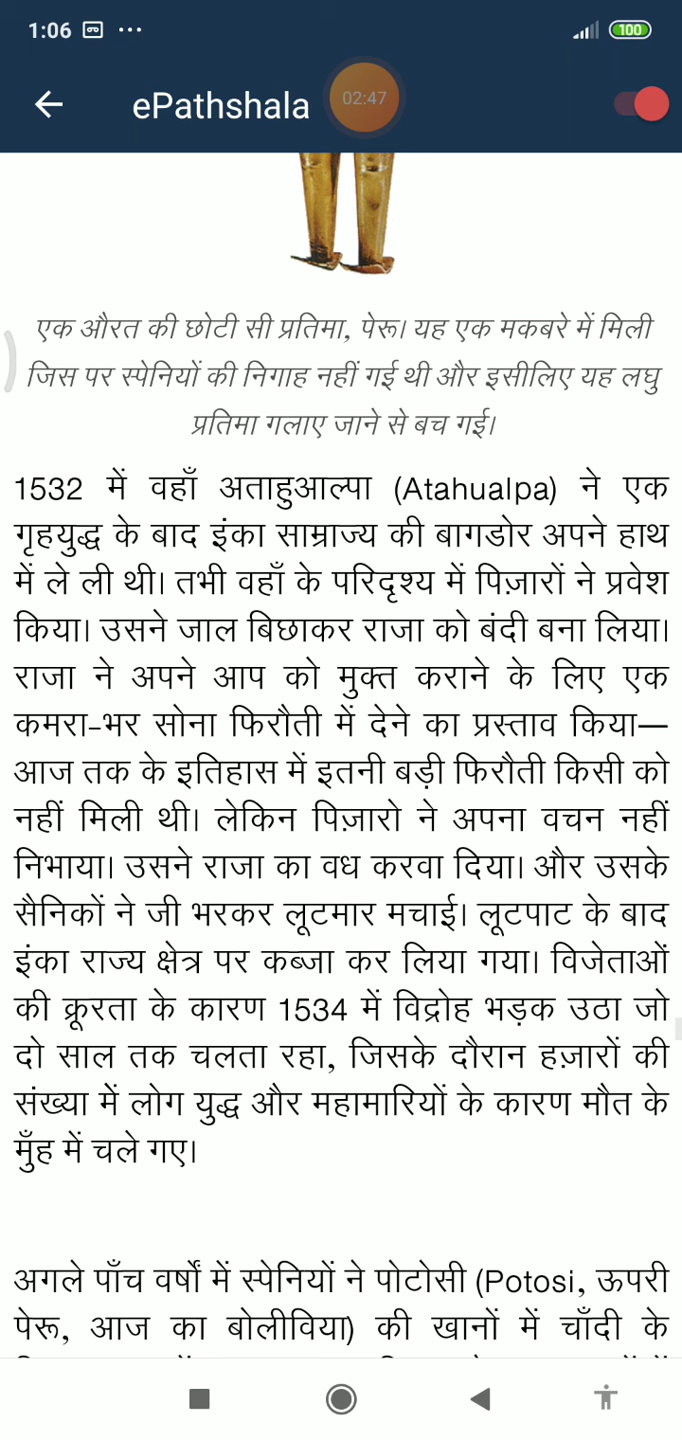 1:06
100
ePathshala
02:47
एक औरत की छोटी सी प्रतिमा, पेरू। यह एक मकबरे में मिली
जिस पर स्पेनियों की निगाह नहीं गई थी और इसीलिए यह लघु
प्रतिमा गलाए जाने से बच गई।
1532 में वहाँ अताहुआल्पा (Atahualpa) ने एक
गृहयुद्ध के बाद इंका साम्राज्य की बागडोर अपने हाथ
में ले ली थी। तभी वहाँ के परिदृश्य में पिज़ारों ने प्रवेश
किया। उसने जाल बिछाकर राजा को बंदी बना लिया।
राजा ने अपने आप को मुक्त कराने के लिए एक
कमरा-भर सोना फिरौती में देने का प्रस्ताव किया—
आज तक के इतिहास में इतनी बड़ी फिरौती किसी को
नहीं मिली थी। लेकिन पिज़ारो ने अपना वचन नहीं
निभाया। उसने राजा का वध करवा दिया। और उसके
सैनिकों ने जी भरकर लूटमार मचाई। लूटपाट के बाद
इंका राज्य क्षेत्र पर कब्जा कर लिया गया। विजेताओं
की क्रूरता के कारण 1534 में विद्रोह भड़क उठा जो
दो साल तक चलता रहा, जिसके दौरान हज़ारों की
संख्या में लोग युद्ध और महामारियों के कारण मौत के
मुँह में चले गए।
अगले पाँच वर्षों में स्पेनियों ने पोटोसी (Potosi, ऊपरी
पेरू, आज का बोलीविया) की खानों में चाँदी के